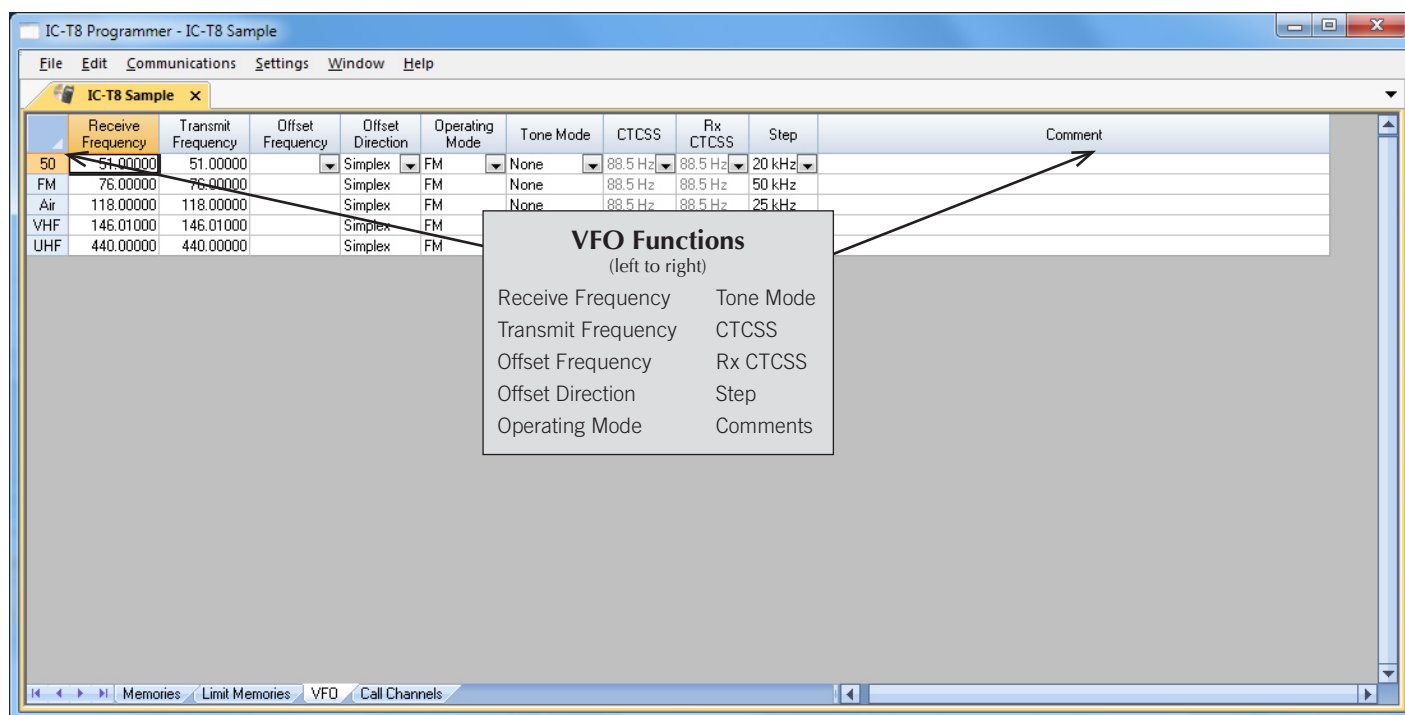 IC-T8 Programmer - IC-T8 Sample
File Edit Communications Settings Window Help
IC-T8 Sample X
Receive Frequency Transmit Frequency Offset Frequency Offset Direction Operating Mode Tone Mode CTCSS Rx CTCSS Step Comment
50 51.00000 51.00000 Simplex FM None 88.5 Hz 88.5 Hz 20 kHz
FM 76.00000 76.00000 Simplex FM None 88.5 Hz 88.5 Hz 50 kHz
Air 118.00000 118.00000 Simplex FM None 88.5 Hz 88.5 Hz 25 kHz
VHF 146.01000 146.01000 Simplex FM
UHF 440.00000 440.00000 Simplex FM
VFO Functions
(left to right)
Receive Frequency Tone Mode
Transmit Frequency CTCSS
Offset Frequency Rx CTCSS
Offset Direction Step
Operating Mode Comments
Memories Limit Memories VFO Call Channels